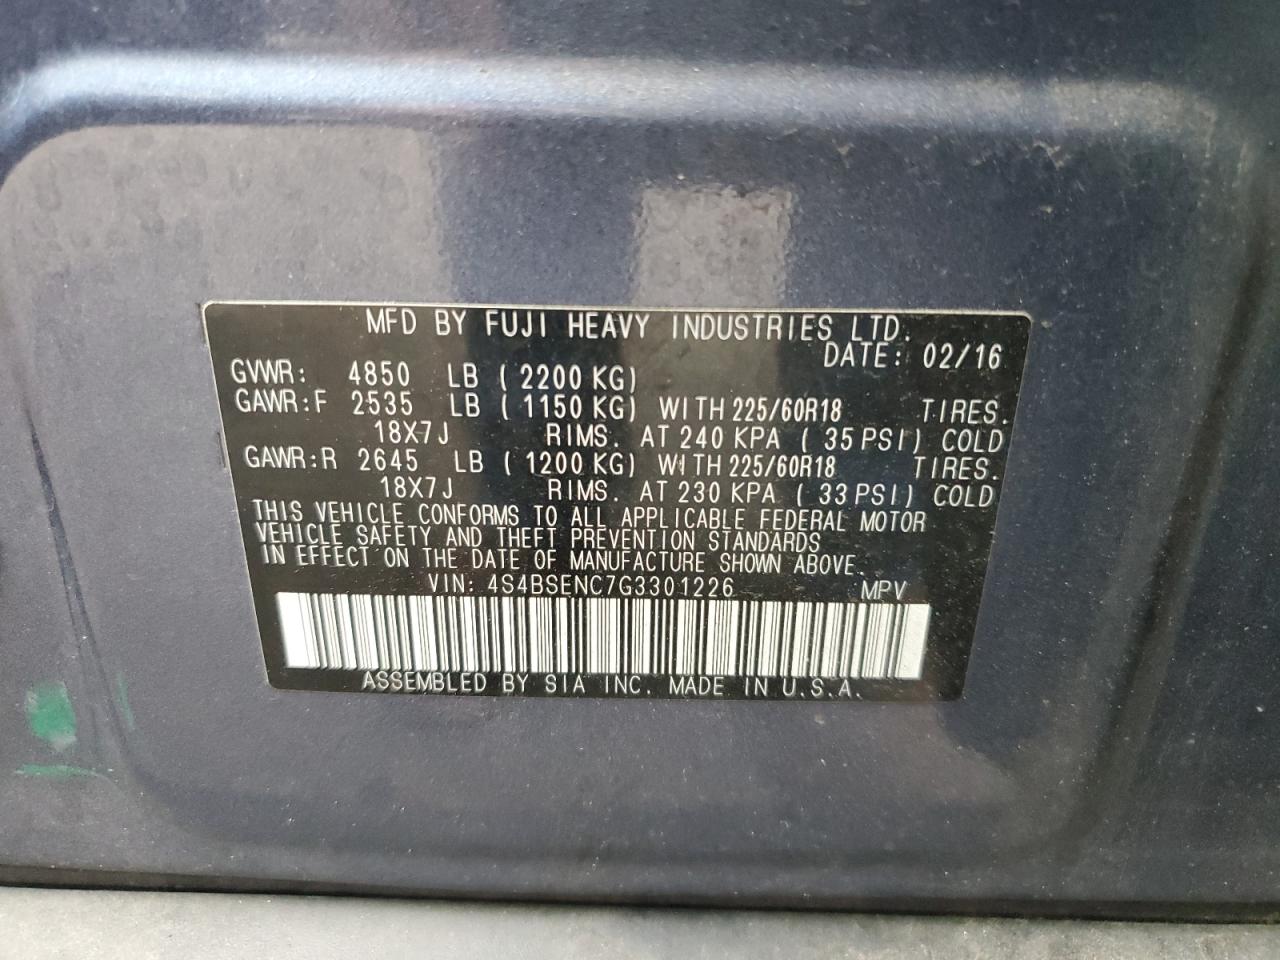 MFD BY FUJI HEAVY INDUSTRIES LTD.
DATE: 02/16
GVWR: 4850 LB ( 2200 KG)
GAWR:F 2535 LB ( 1150 KG) WITH 225/60R18 TIRES.
18X7J RIMS. AT 240 KPA ( 35 PSI) COLD
GAWR:R 2645 LB ( 1200 KG) WITH 225/60R18 TIRES.
18X7J RIMS. AT 230 KPA ( 33 PSI) COLD
THIS VEHICLE CONFORMS TO ALL APPLICABLE FEDERAL MOTOR
VEHICLE SAFETY AND THEFT PREVENTION STANDARDS
IN EFFECT ON THE DATE OF MANUFACTURE SHOWN ABOVE.
VIN: 4S4BSENC7G3301226 MPV
ASSEMBLED BY SIA INC. MADE IN U.S.A.